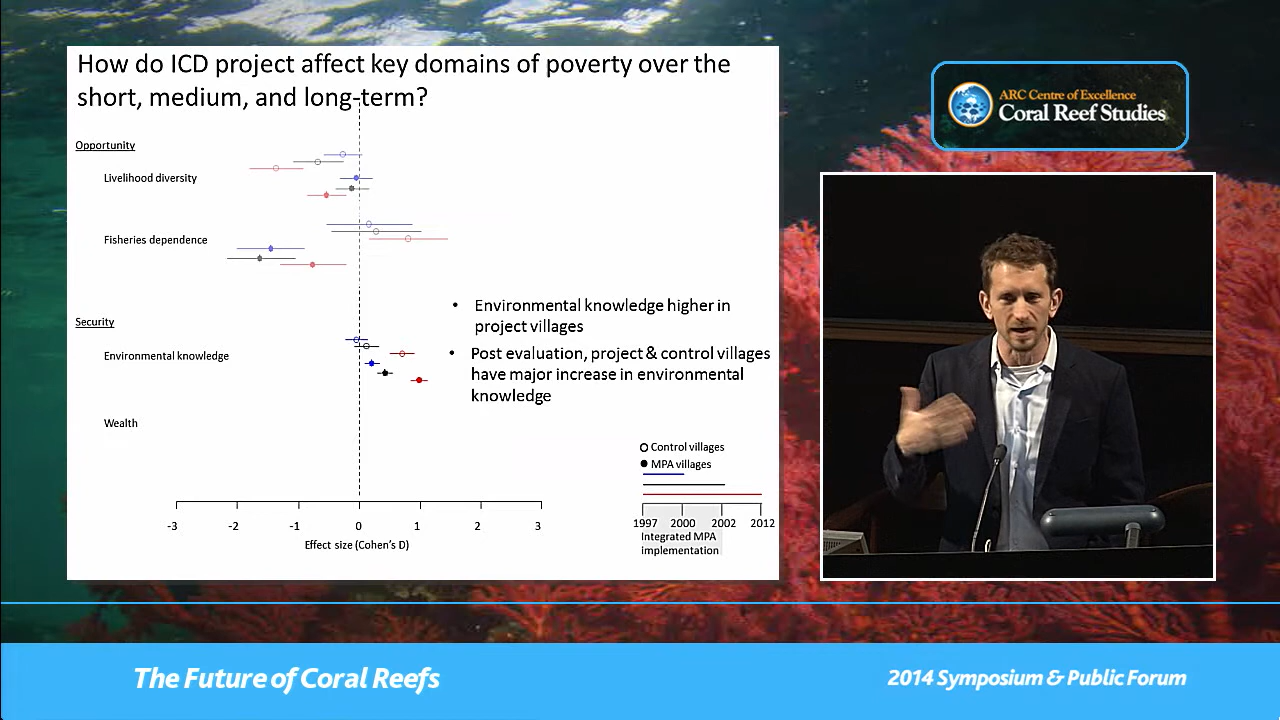 How do ICD project affect key domains of poverty over the
short, medium, and long-term?
Opportunity
Livelihood diversity
Fisheries dependence
Security
Environmental knowledge
Wealth
• Environmental knowledge higher in
project villages
• Post evaluation, project & control villages
have major increase in environmental
knowledge
Control villages
MPA villages
1997 2000 2002 2012
Integrated MPA
implementation
-3 -2 -1 0 1 2 3
Effect size (Cohen's D)
ARC Centre of Excellence
Coral Reef Studies
The Future of Coral Reefs
2014 Symposium & Public Forum